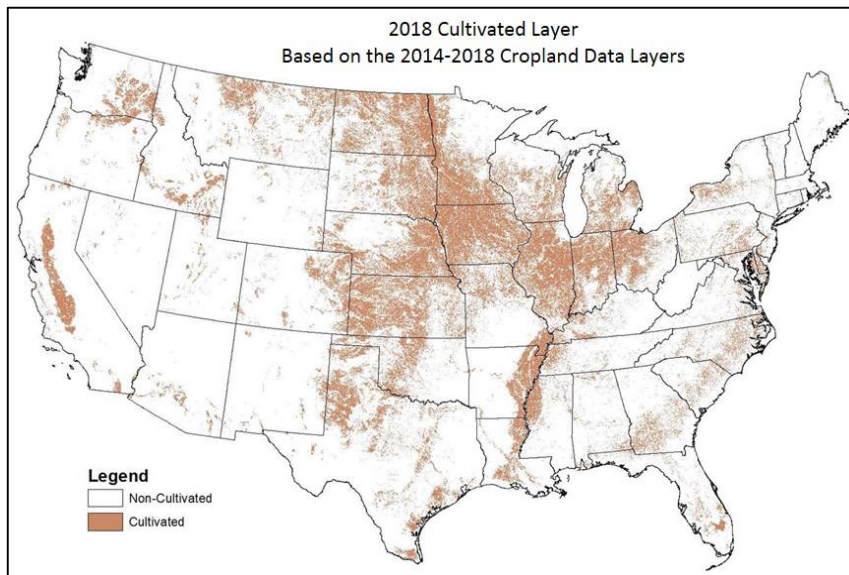 2018 Cultivated Layer
Based on the 2014-2018 Cropland Data Layers
Legend
Non-Cultivated
Cultivated